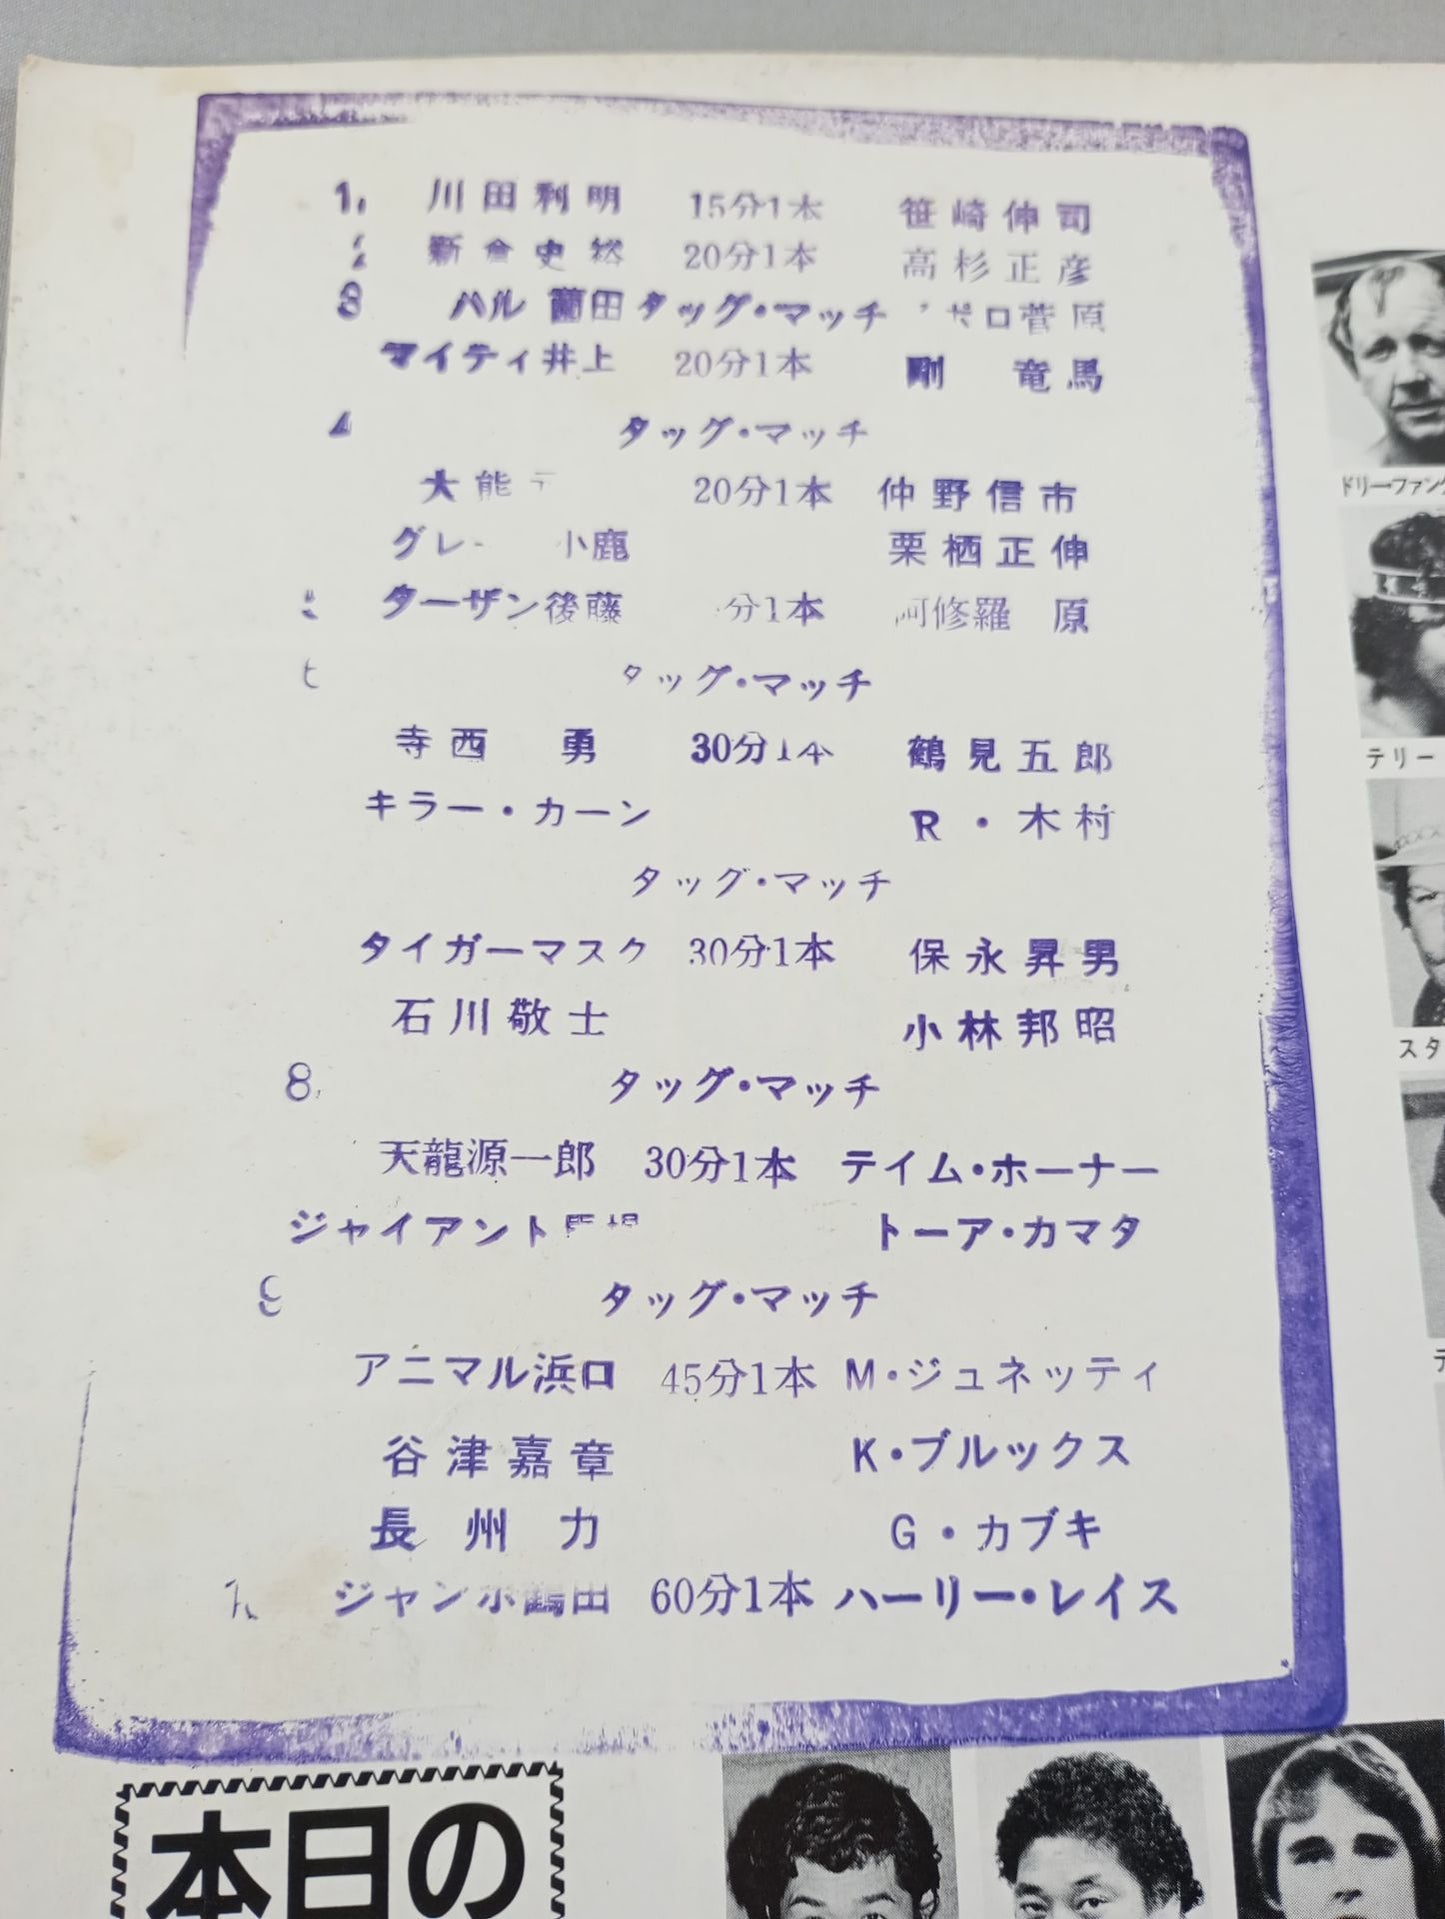 1. 川田利明 15分1本 笹崎伸司
新倉史 20分1本 高杉正彦
3 ハル 薗田 タッグ・マッチ ポロ菅原
マイティ井上 20分1本 剛 竜馬
4 タッグ・マッチ
大熊 20分1本 仲野信市
グレ 小鹿 栗栖正伸
ターザン後藤 分1本 阿修羅 原
タッグ・マッチ
寺西 勇 30分1本 鶴見五郎
キラー・カーン R・木村
タッグ・マッチ
タイガーマスク 30分1本 保永昇男
石川敬士 小林邦昭
8. タッグ・マッチ
天龍源一郎 30分1本 テイム・ホーナー
ジャイアント トーア・カマタ
9 タッグ・マッチ
アニマル浜口 45分1本 M・ジュネッティ
谷津嘉章 K・ブルックス
長州 力 G・カブキ
ジャンボ鶴田 60分1本 ハーリー・レイス
本日の
ドリー・ファンク
テリー
スタ